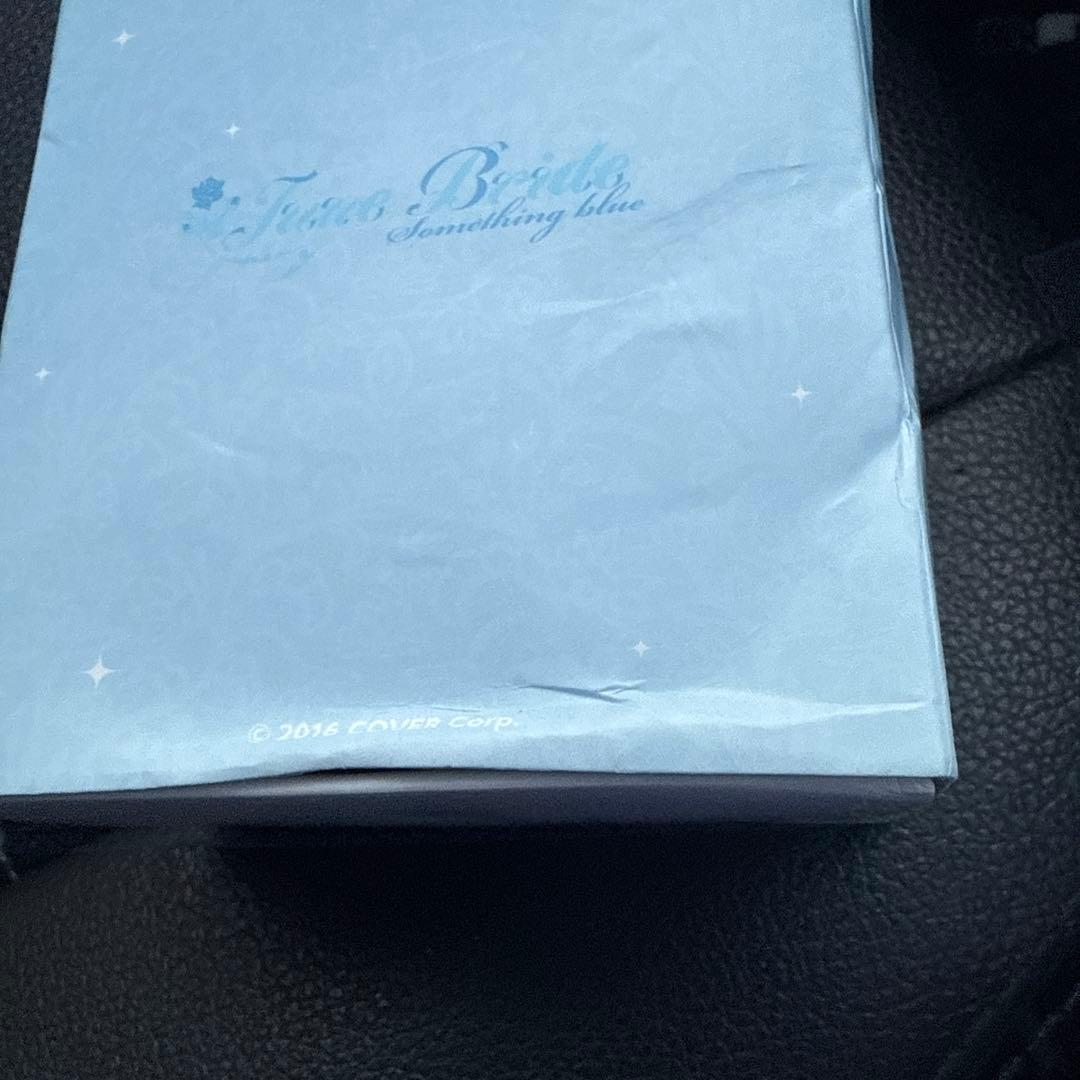 June Bride
Something blue
© 2016 COVER Corp.